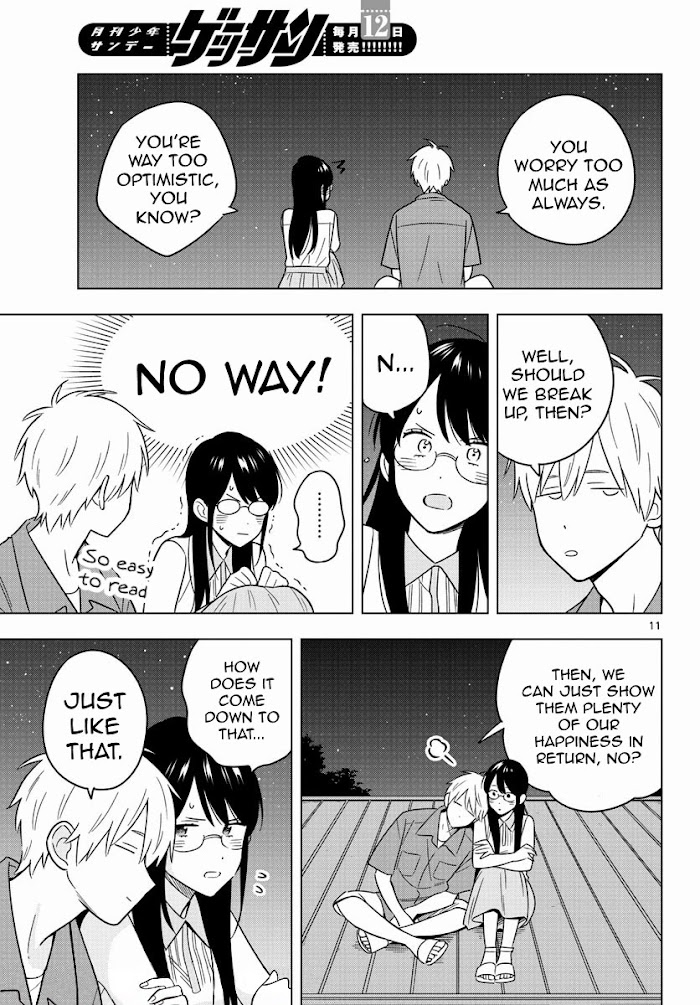 月刊少年
サンデー
ゲッサン
毎月12日
発売!!!!!!!!
YOU
WORRY TOO
MUCH AS
ALWAYS.
YOU'RE
WAY TOO
OPTIMISTIC,
YOU
KNOW?
WELL,
SHOULD
WE BREAK
UP, THEN?
N...
NO WAY!
........
So easy
to read
11
THEN, WE
CAN JUST SHOW
THEM PLENTY
OF OUR
HAPPINESS IN
RETURN, NO?
HOW
DOES IT
COME
DOWN TO
THAT...
JUST
LIKE
THAT.